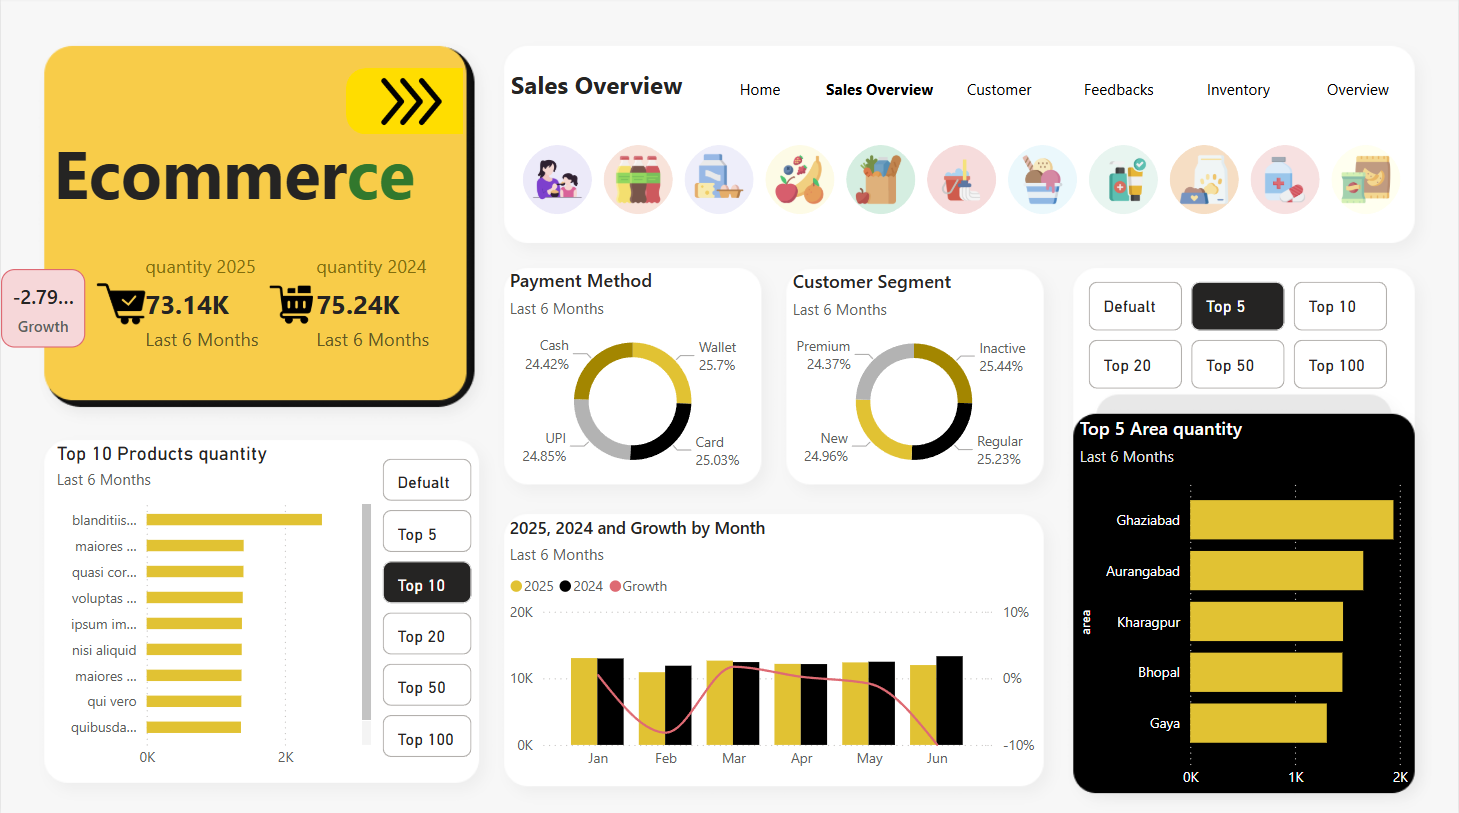 Ecommerce
quantity 2025
73.14K
Last 6 Months
quantity 2024
75.24K
Last 6 Months
-2.79...
Growth
Sales Overview
Home
Sales Overview
Customer
Feedbacks
Inventory
Overview
Payment Method
Last 6 Months
Cash
24.42%
Wallet
25.7%
UPI
24.85%
Card
25.03%
Customer Segment
Last 6 Months
Premium
24.37%
Inactive
25.44%
New
24.96%
Regular
25.23%
Defualt
Top 5
Top 10
Top 20
Top 50
Top 100
Top 10 Products quantity
Last 6 Months
blanditiis...
maiores ...
quasi cor...
voluptas ...
ipsum im...
nisi aliquid
maiores ...
qui vero
quibusda...
0K
2K
Defualt
Top 5
Top 10
Top 20
Top 50
Top 100
2025, 2024 and Growth by Month
Last 6 Months
2025
2024
Growth
20K
10K
0K
10%
0%
-10%
Jan
Feb
Mar
Apr
May
Jun
Top 5 Area quantity
Last 6 Months
area
Ghaziabad
Aurangabad
Kharagpur
Bhopal
Gaya
0K
1K
2K